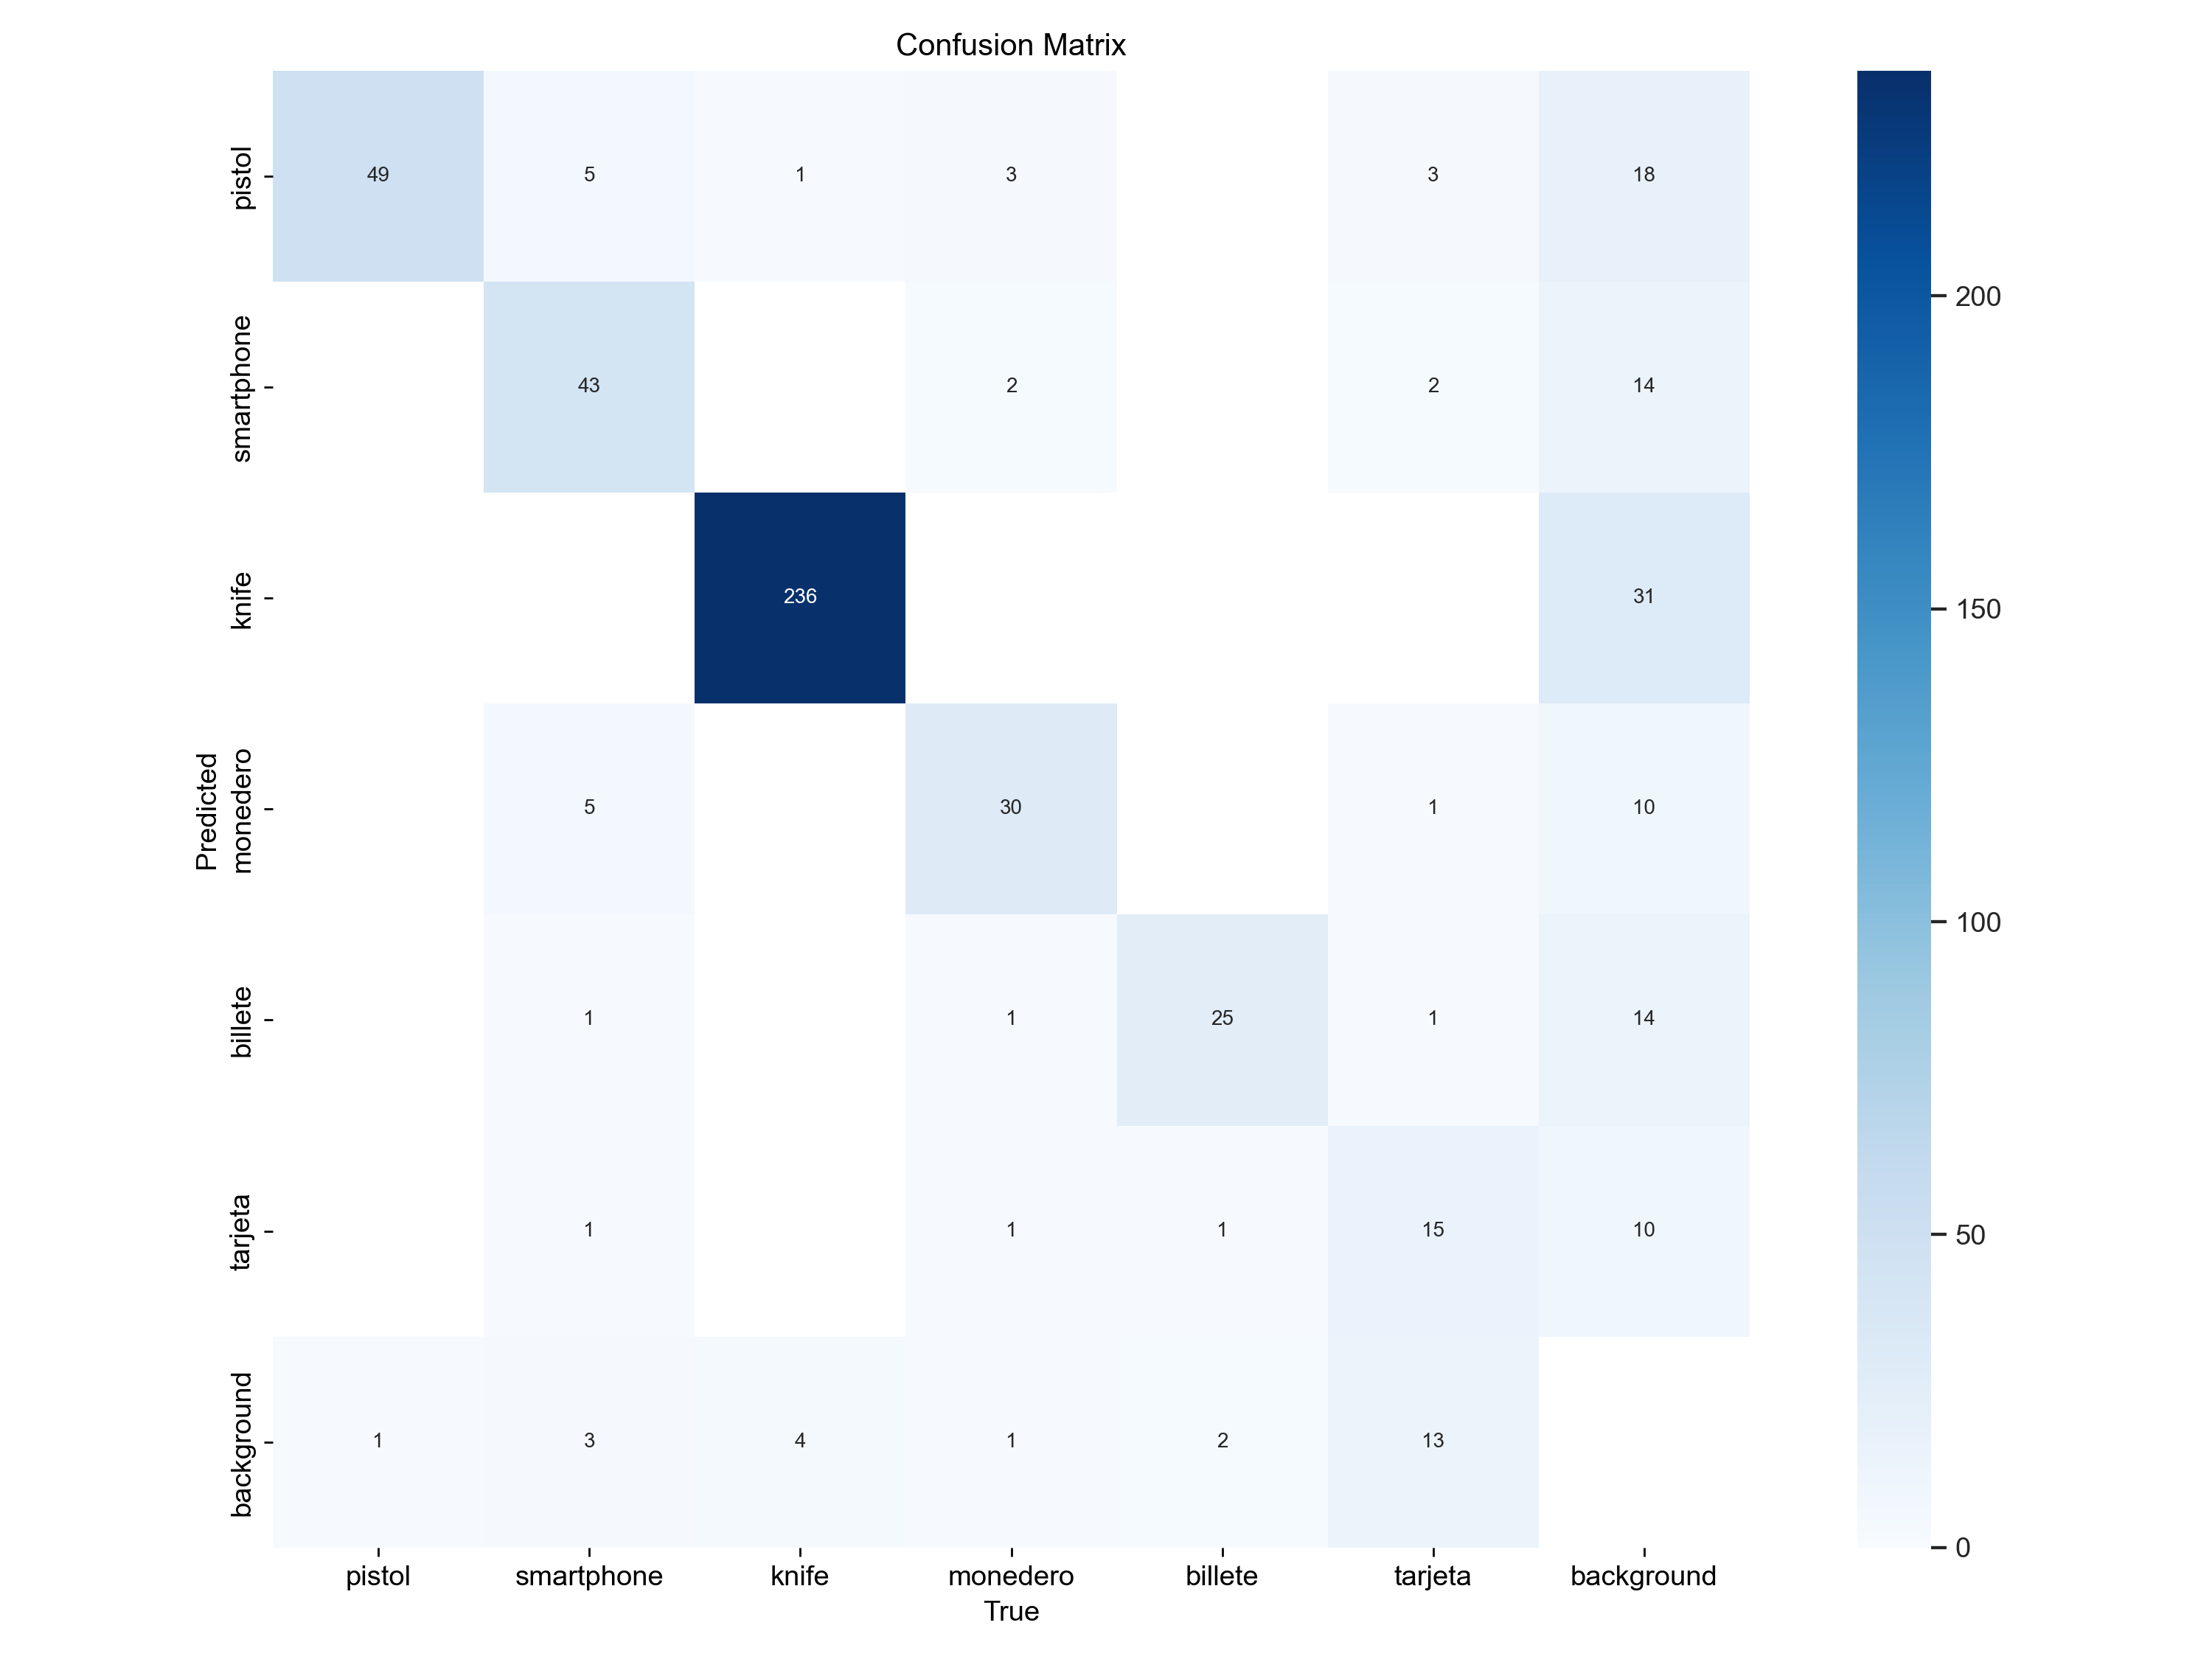 Confusion Matrix
pistol 49 5 1 3 3 18
smartphone 43 2 2 14
knife 236 31
monedero 5 30 1 10
billete 1 1 25 1 14
tarjeta 1 1 1 15 10
background 1 3 4 1 2 13
Predicted
pistol smartphone knife monedero billete tarjeta background
True
200
150
100
50
0